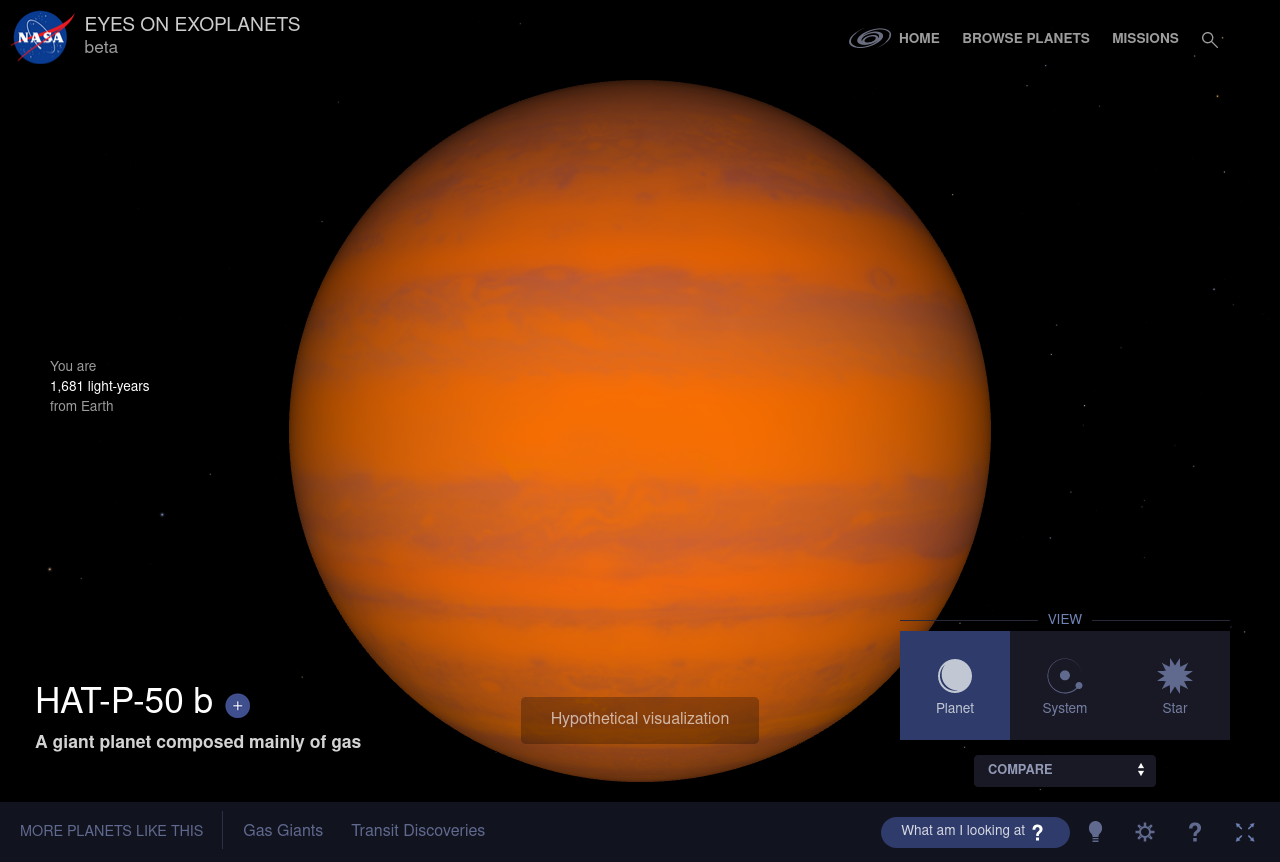 NASA
EYES ON EXOPLANETS
beta
HOME
BROWSE PLANETS
MISSIONS
You are
1,681 light-years
from Earth
HAT-P-50 b +
A giant planet composed mainly of gas
Hypothetical visualization
VIEW
Planet
System
Star
COMPARE
MORE PLANETS LIKE THIS
Gas Giants
Transit Discoveries
What am I looking at ?
?